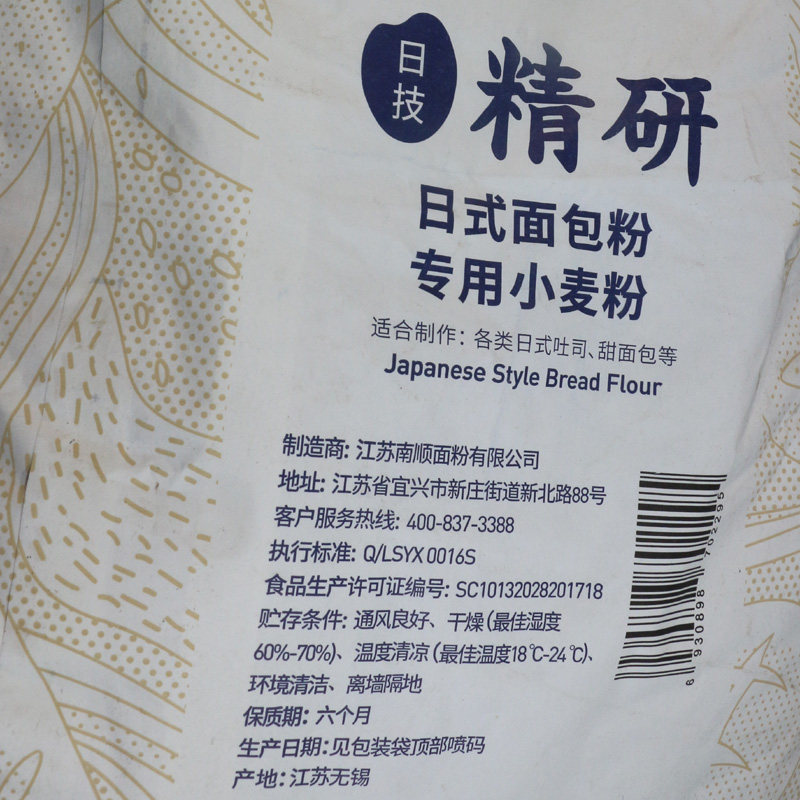 日技
精研
日式面包粉
专用小麦粉
适合制作：各类日式吐司、甜面包等
Japanese Style Bread Flour
制造商: 江苏南顺面粉有限公司
地址: 江苏省宜兴市新庄街道新北路88号
客户服务热线: 400-837-3388
执行标准: Q/LSYX 0016S
食品生产许可证编号: SC10132028201718
贮存条件: 通风良好、干燥 (最佳湿度
60%-70%)、温度清凉 (最佳温度18℃-24℃)、
环境清洁、离墙隔地
保质期: 六个月
生产日期: 见包装袋顶部喷码
产地: 江苏无锡
6 930898 702295